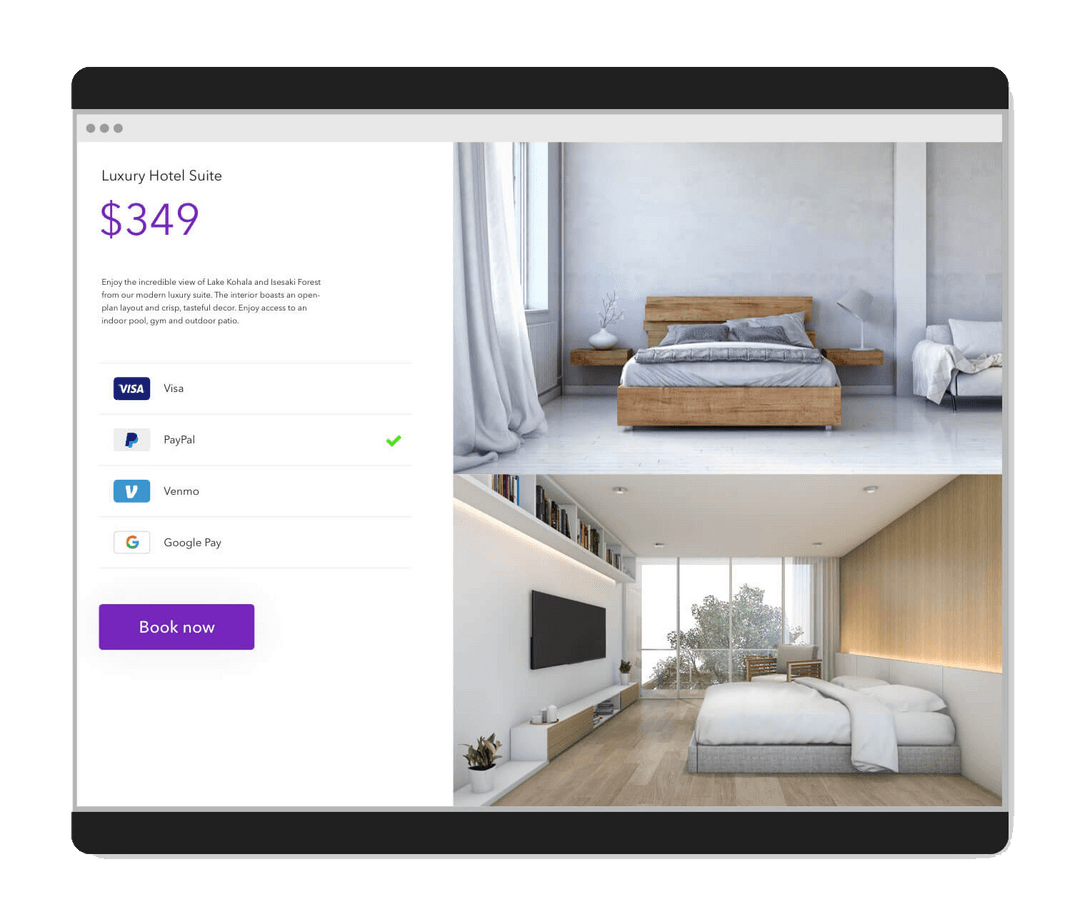 Luxury Hotel Suite
$349
Enjoy the incredible view of Lake Kohala and Isesaki Forest
from our modern luxury suite. The interior boasts an open-
plan layout and crisp, tasteful decor. Enjoy access to an
indoor pool, gym and outdoor patio.
VISA Visa
PayPal
Venmo
Google Pay
Book now